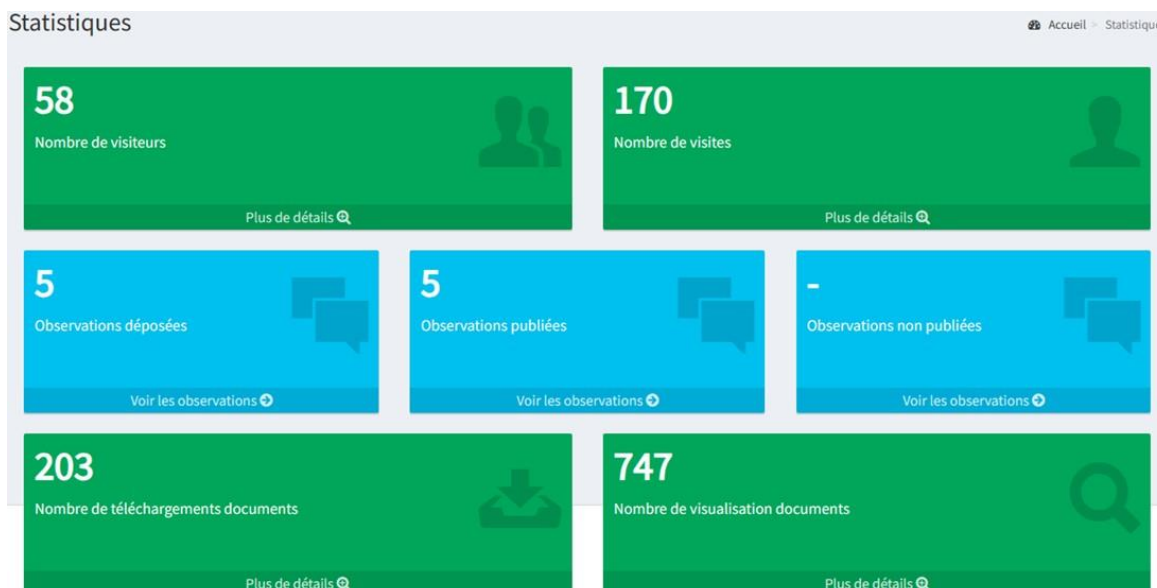 Statistiques
Accueil > Statistique
58
Nombre de visiteurs
Plus de détails
170
Nombre de visites
Plus de détails
5
Observations déposées
Voir les observations
5
Observations publiées
Voir les observations
-
Observations non publiées
Voir les observations
203
Nombre de téléchargements documents
Plus de détails
747
Nombre de visualisation documents
Plus de détails